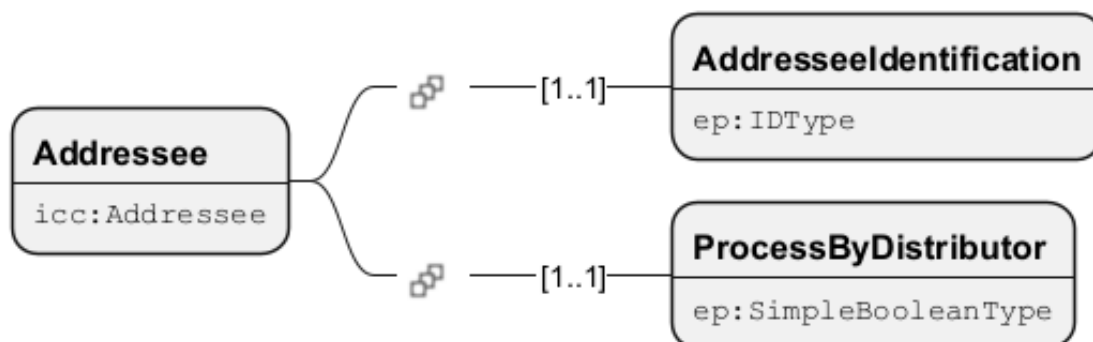 AddresseeIdentification
[1..1]
ep:IDType
Addressee
icc:Addressee
ProcessByDistributor
[1..1]
ep:SimpleBooleanType